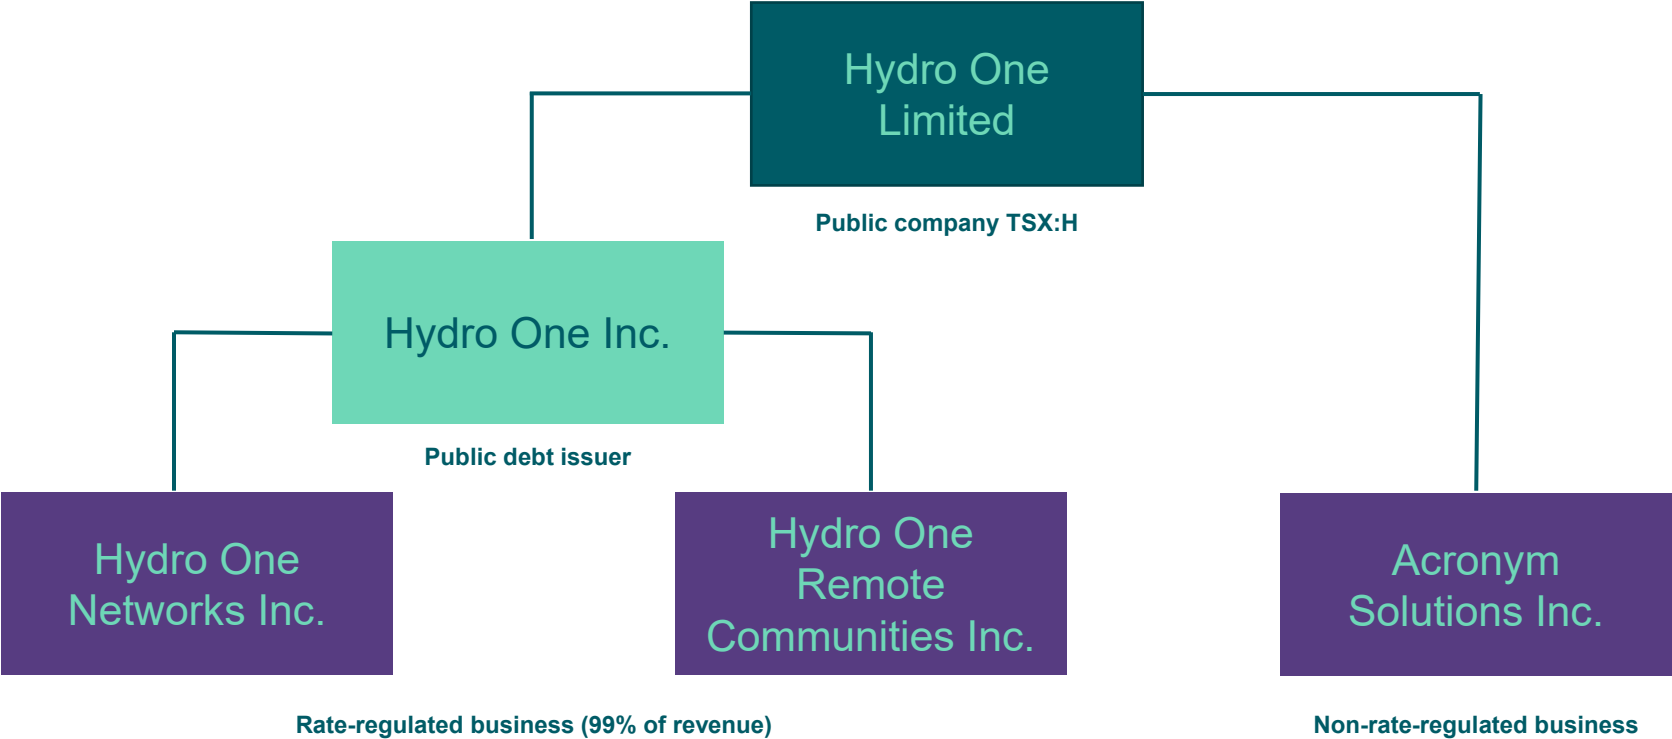 Hydro One
Limited
Public company TSX:H
Hydro One Inc.
Public debt issuer
Hydro One
Networks Inc.
Hydro One
Remote
Communities Inc.
Acronym
Solutions Inc.
Rate-regulated business (99% of revenue)
Non-rate-regulated business